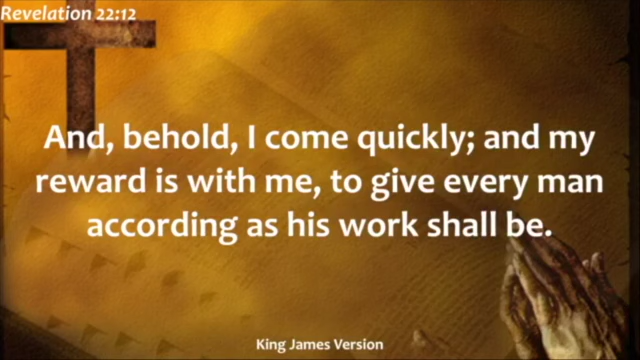 Revelation 22:12
And, behold, I come quickly; and my
reward is with me, to give every man
according as his work shall be.
King James Version